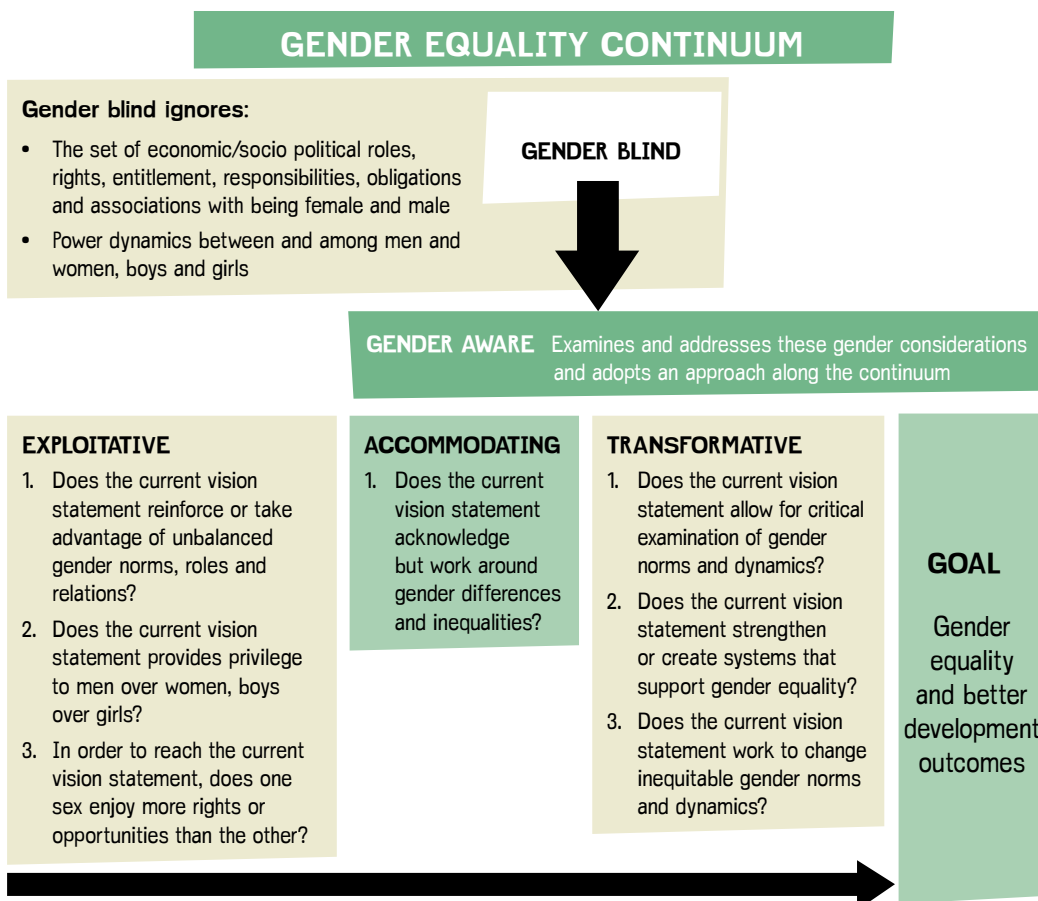 GENDER EQUALITY CONTINUUM
Gender blind ignores:
• The set of economic/socio political roles,
rights, entitlement, responsibilities, obligations
and associations with being female and male
• Power dynamics between and among men and
women, boys and girls
GENDER BLIND
GENDER AWARE Examines and addresses these gender considerations
and adopts an approach along the continuum
EXPLOITATIVE
1. Does the current vision
statement reinforce or take
advantage of unbalanced
gender norms, roles and
relations?
2. Does the current vision
statement provides privilege
to men over women, boys
over girls?
3. In order to reach the current
vision statement, does one
sex enjoy more rights or
opportunities than the other?
ACCOMMODATING
1. Does the current
vision statement
acknowledge
but work around
gender differences
and inequalities?
TRANSFORMATIVE
1. Does the current vision
statement allow for critical
examination of gender
norms and dynamics?
2. Does the current vision
statement strengthen
or create systems that
support gender equality?
3. Does the current vision
statement work to change
inequitable gender norms
and dynamics?
GOAL
Gender
equality
and better
development
outcomes